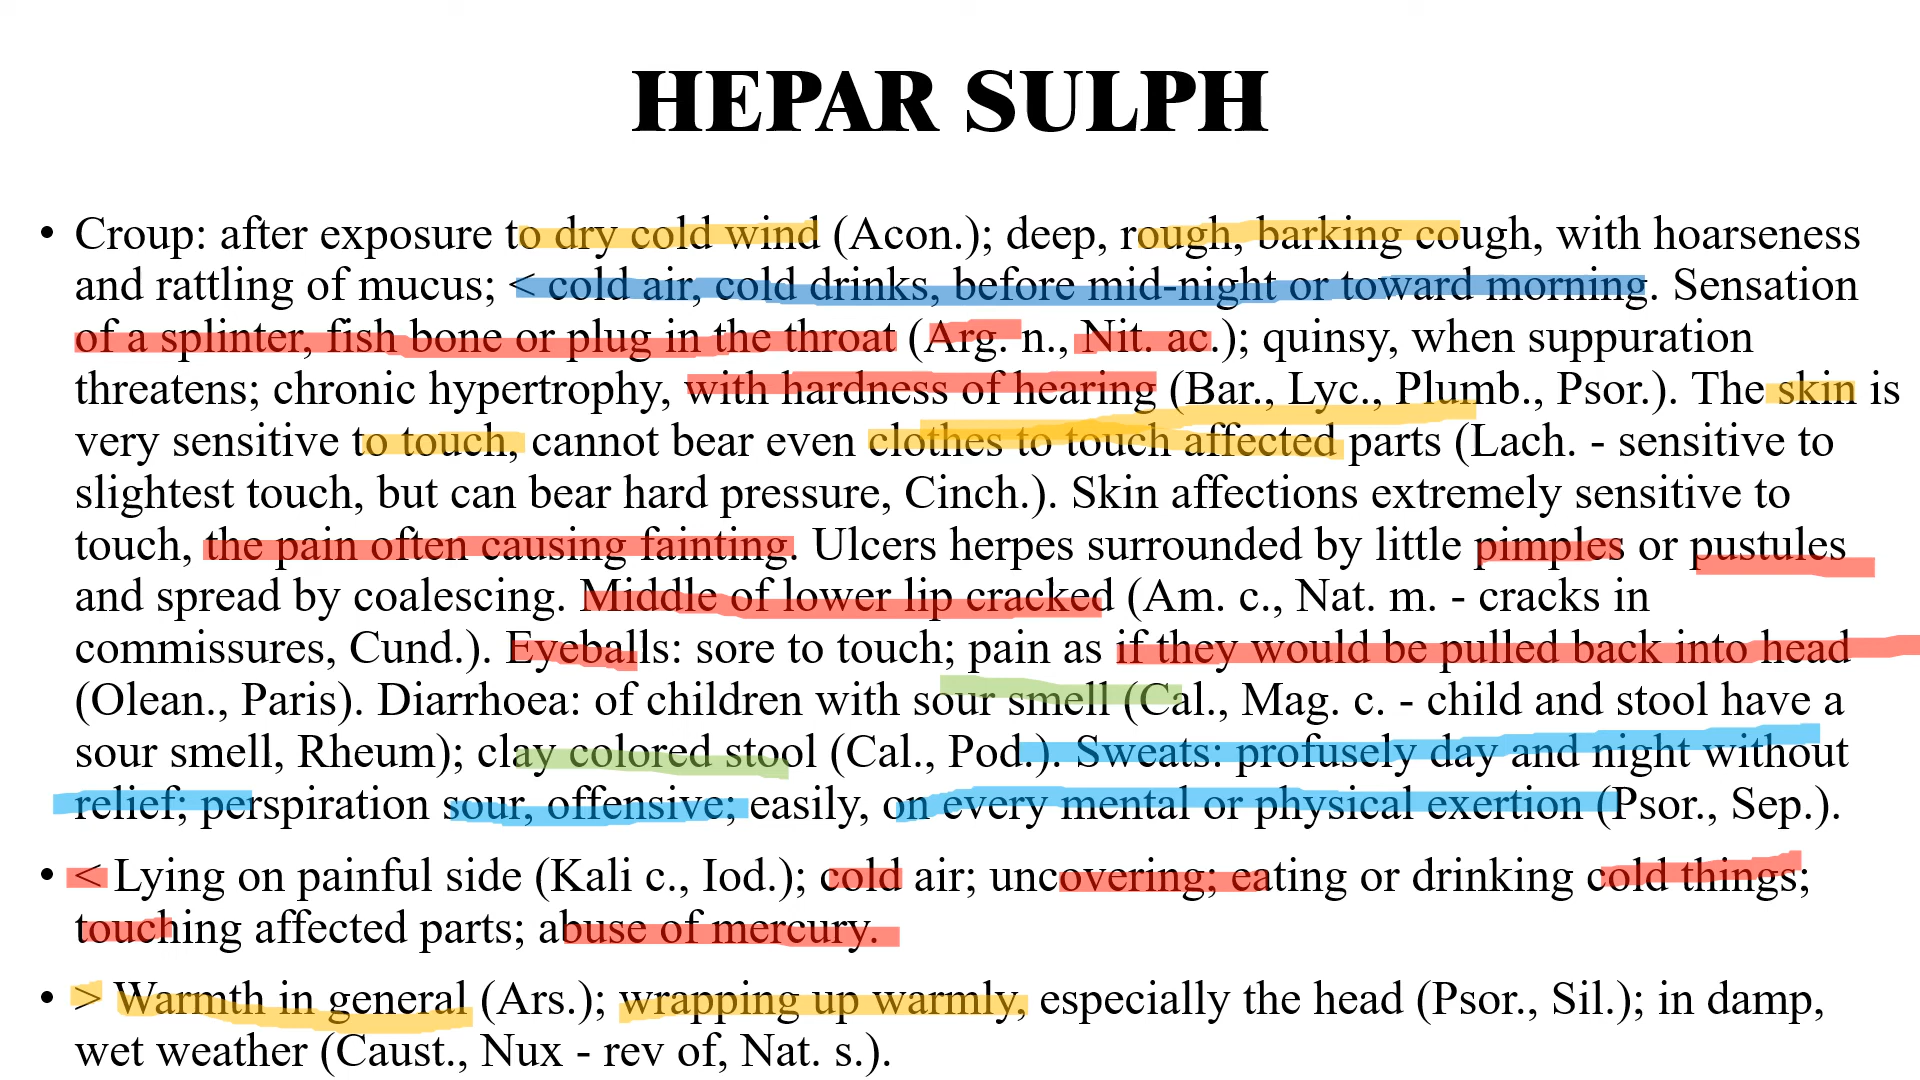 HEPAR SULPH
• Croup: after exposure to dry cold wind (Acon.); deep, rough, barking cough, with hoarseness
and rattling of mucus; < cold air, cold drinks, before mid-night or toward morning. Sensation
of a splinter, fish bone or plug in the throat (Arg. n., Nit. ac.); quinsy, when suppuration
threatens; chronic hypertrophy, with hardness of hearing (Bar., Lyc., Plumb., Psor.). The skin is
very sensitive to touch, cannot bear even clothes to touch affected parts (Lach. - sensitive to
slightest touch, but can bear hard pressure, Cinch.). Skin affections extremely sensitive to
touch, the pain often causing fainting. Ulcers herpes surrounded by little pimples or pustules
and spread by coalescing. Middle of lower lip cracked (Am. c., Nat. m. - cracks in
commissures, Cund.). Eyeballs: sore to touch; pain as if they would be pulled back into head
(Olean., Paris). Diarrhoea: of children with sour smell (Cal., Mag. c. - child and stool have a
sour smell, Rheum); clay colored stool (Cal., Pod.). Sweats: profusely day and night without
relief; perspiration sour, offensive; easily, on every mental or physical exertion (Psor., Sep.).
• < Lying on painful side (Kali c., Iod.); cold air; uncovering; eating or drinking cold things;
touching affected parts; abuse of mercury.
• > Warmth in general (Ars.); wrapping up warmly, especially the head (Psor., Sil.); in damp,
wet weather (Caust., Nux - rev of, Nat. s.).